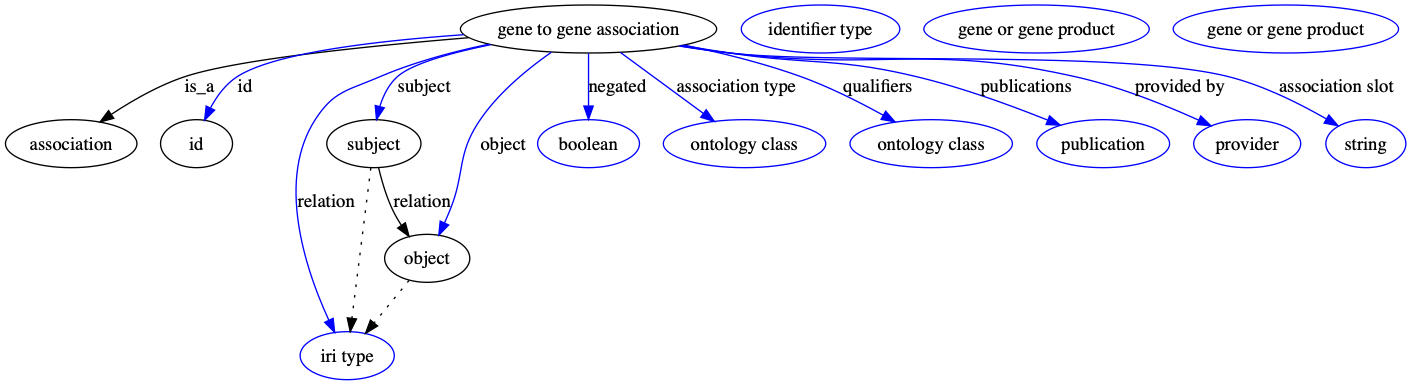 gene to gene association
identifier type
gene or gene product
gene or gene product
is_a
id
subject
negated
association type
qualifiers
publications
provided by
association slot
association
id
subject
object
boolean
ontology class
ontology class
publication
provider
string
relation
relation
object
iri type